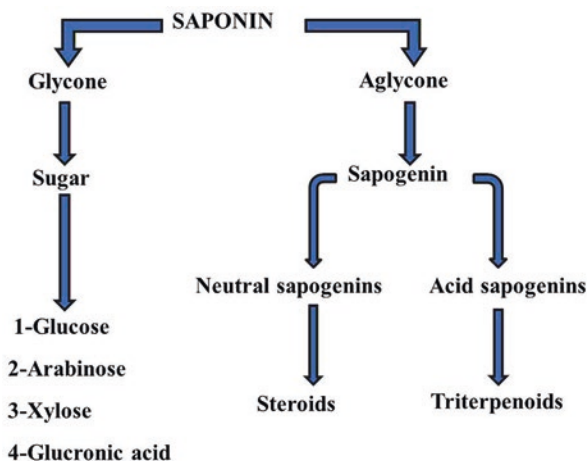 SAPONIN
Glycone
Aglycone
Sugar
Sapogenin
Neutral sapogenins
Acid sapogenins
1-Glucose
2-Arabinose
3-Xylose
4-Glucronic acid
Steroids
Triterpenoids